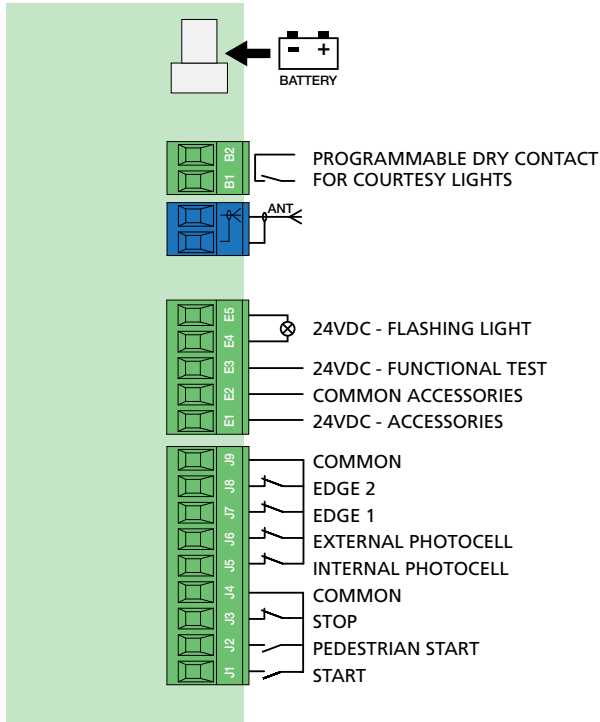 - +
BATTERY
B2
PROGRAMMABLE DRY CONTACT
B1
FOR COURTESY LIGHTS
ANT
E5
E4
24VDC - FLASHING LIGHT
E3
24VDC - FUNCTIONAL TEST
E2
COMMON ACCESSORIES
E1
24VDC - ACCESSORIES
J9
COMMON
J8
EDGE 2
J7
EDGE 1
J6
EXTERNAL PHOTOCELL
J5
INTERNAL PHOTOCELL
J4
COMMON
J3
STOP
J2
PEDESTRIAN START
J1
START